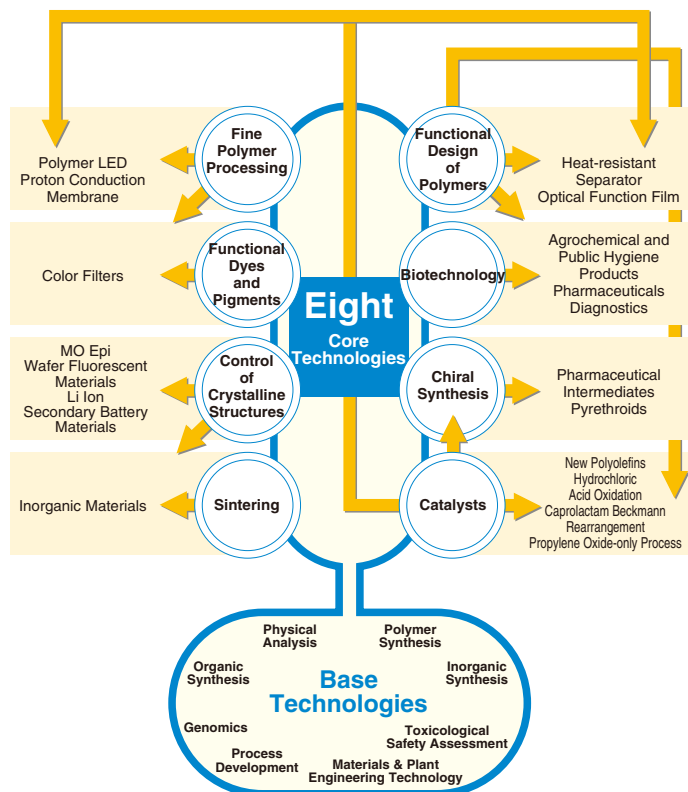 Fine
Polymer
Processing
Polymer LED
Proton Conduction
Membrane
Functional
Design
of
Polymers
Heat-resistant
Separator
Optical Function Film
Functional
Dyes
and
Pigments
Color Filters
Biotechnology
Agrochemical and
Public Hygiene
Products
Pharmaceuticals
Diagnostics
Eight
Core
Technologies
Control
of
Crystalline
Structures
MO Epi
Wafer Fluorescent
Materials
Li Ion
Secondary Battery
Materials
Chiral
Synthesis
Pharmaceutical
Intermediates
Pyrethroids
Sintering
Inorganic Materials
Catalysts
New Polyolefins
Hydrochloric
Acid Oxidation
Caprolactam Beckmann
Rearrangement
Propylene Oxide-only Process
Physical
Analysis
Polymer
Synthesis
Organic
Synthesis
Inorganic
Synthesis
Base
Technologies
Genomics
Toxicological
Safety Assessment
Process
Development
Materials & Plant
Engineering Technology